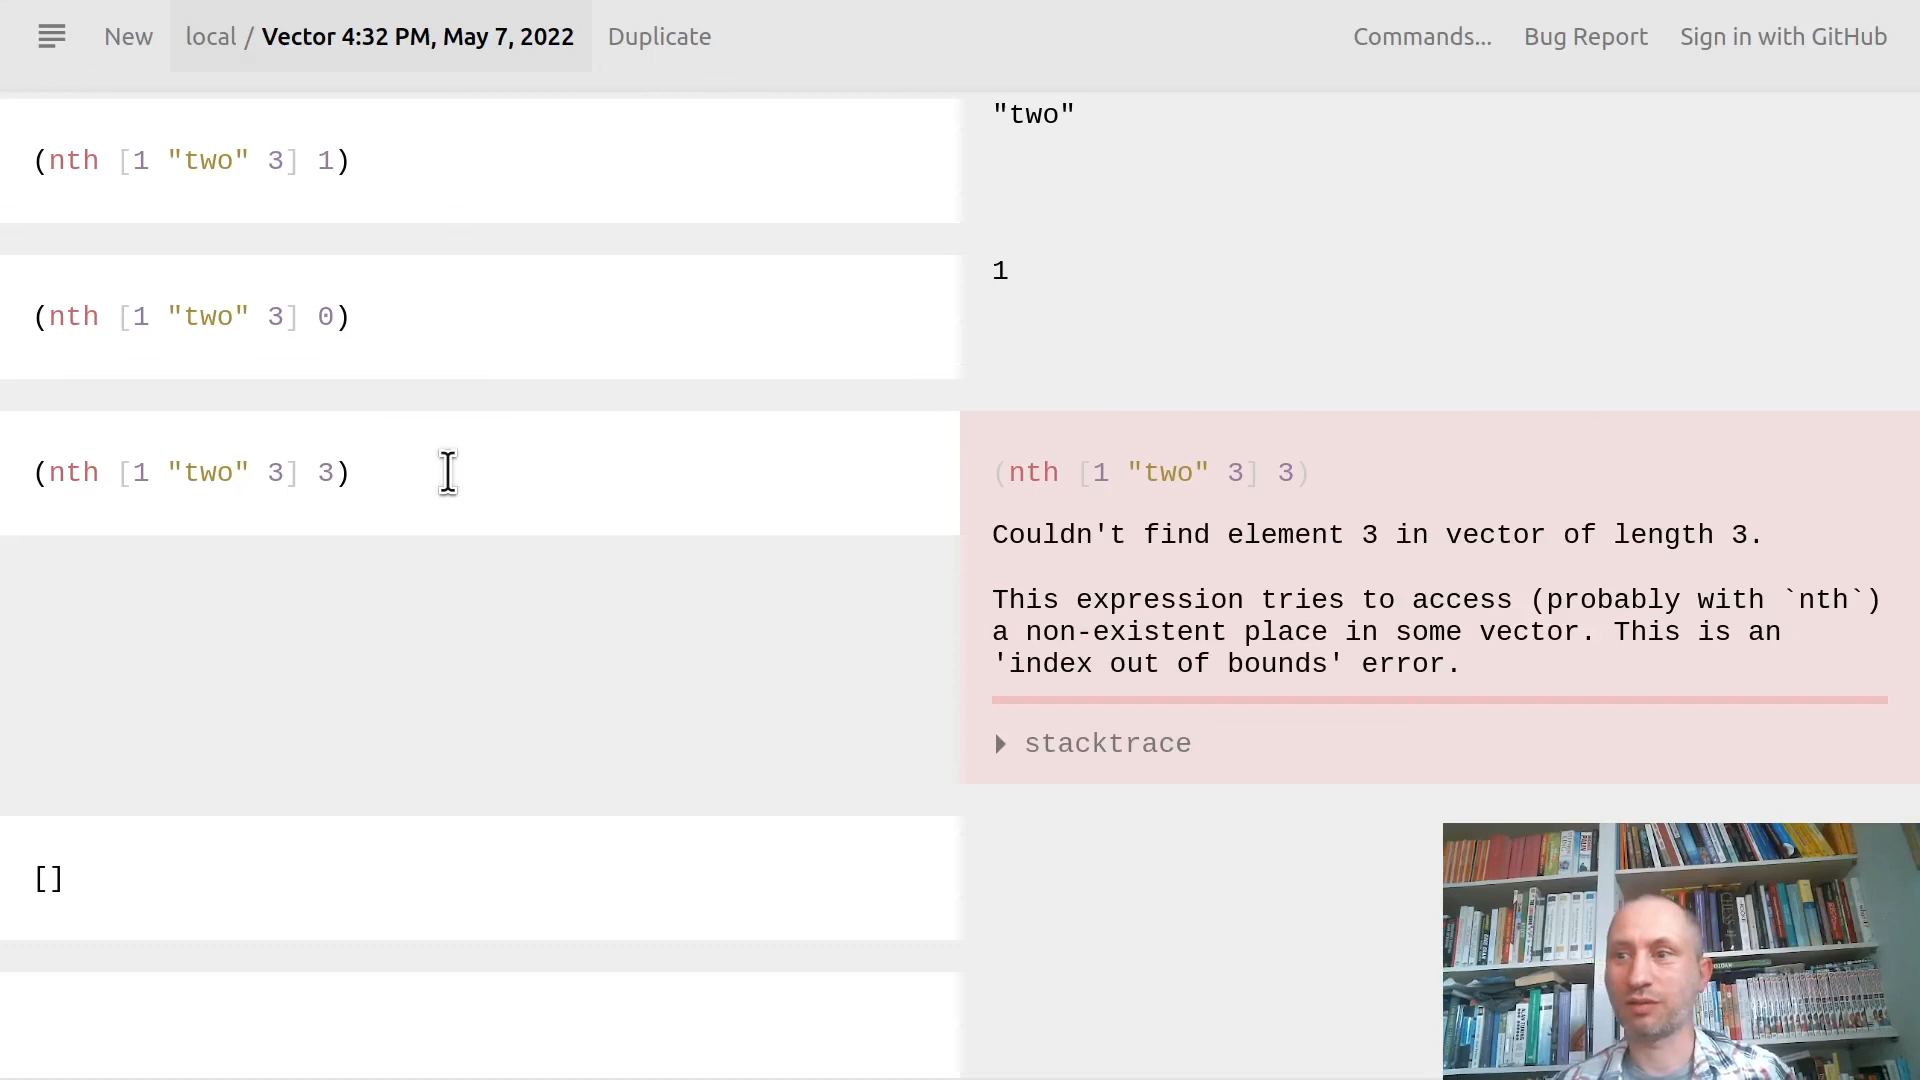 New local / Vector 4:32 PM, May 7, 2022 Duplicate Commands... Bug Report Sign in with GitHub
"two"
(nth [1 "two" 3] 1)
1
(nth [1 "two" 3] 0)
(nth [1 "two" 3] 3)
(nth [1 "two" 3] 3)
Couldn't find element 3 in vector of length 3.
This expression tries to access (probably with `nth`)
a non-existent place in some vector. This is an
'index out of bounds' error.
stacktrace
[]